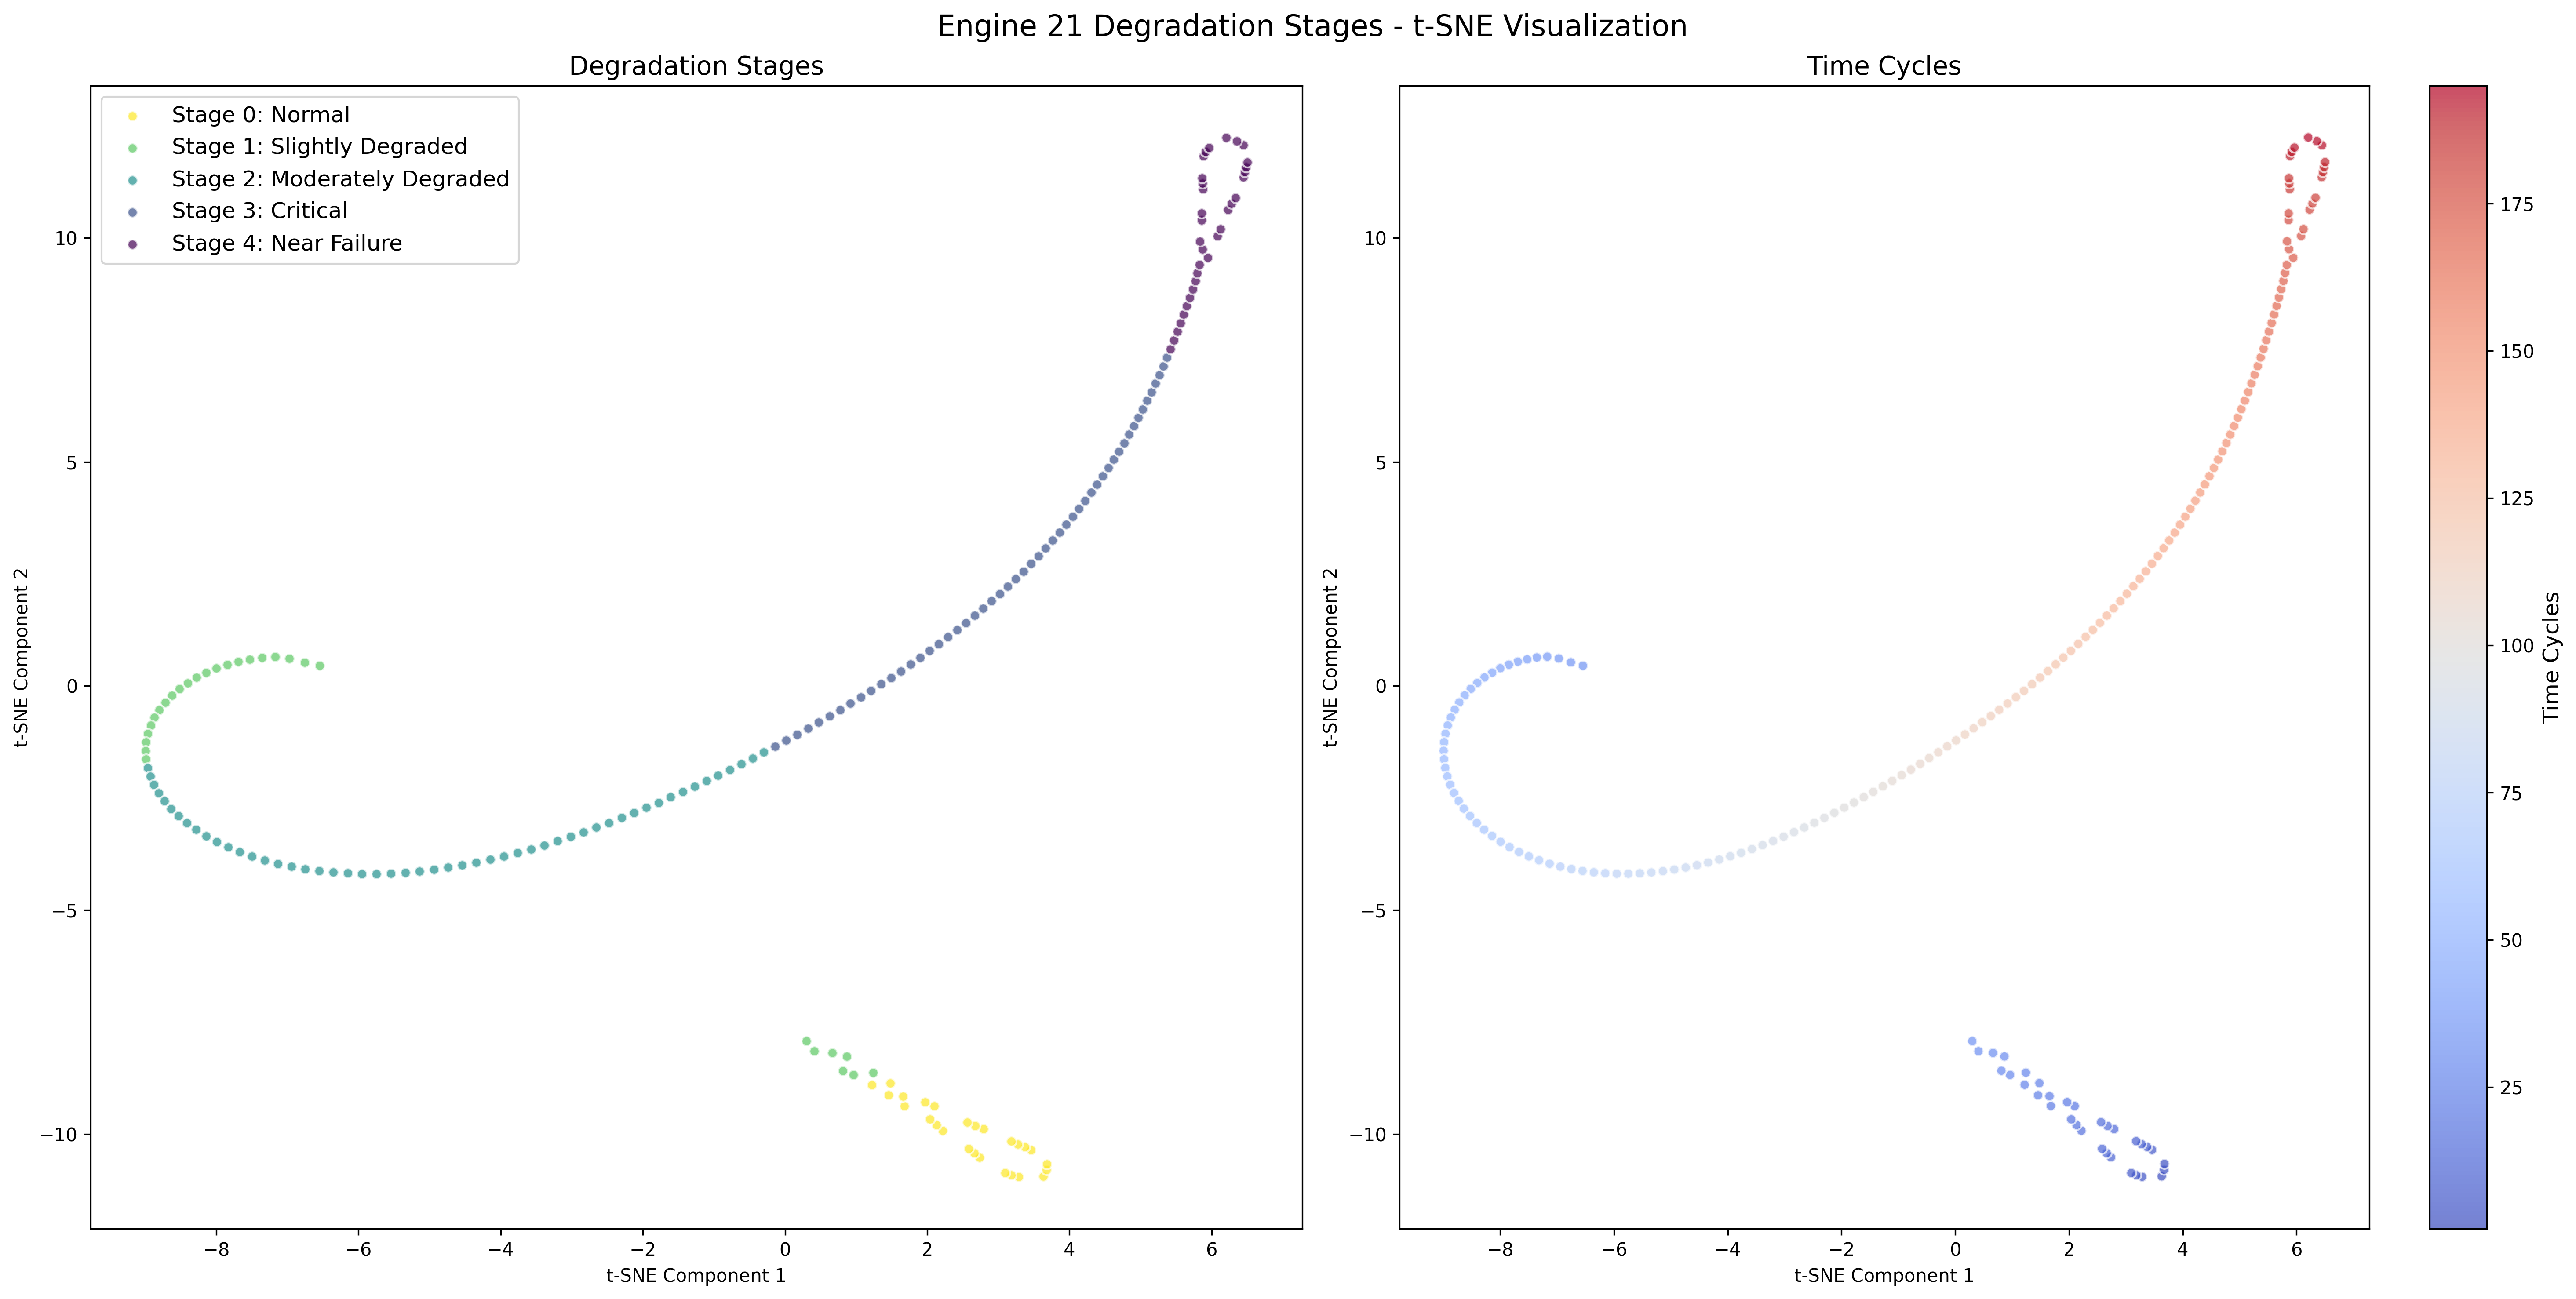 Engine 21 Degradation Stages - t-SNE Visualization
Degradation Stages
Stage 0: Normal
Stage 1: Slightly Degraded
Stage 2: Moderately Degraded
Stage 3: Critical
Stage 4: Near Failure
10
5
0
−5
−10
t-SNE Component 2
−8 −6 −4 −2 0 2 4 6
t-SNE Component 1
Time Cycles
10
5
0
−5
−10
t-SNE Component 2
−8 −6 −4 −2 0 2 4 6
t-SNE Component 1
175
150
125
100
75
50
25
Time Cycles